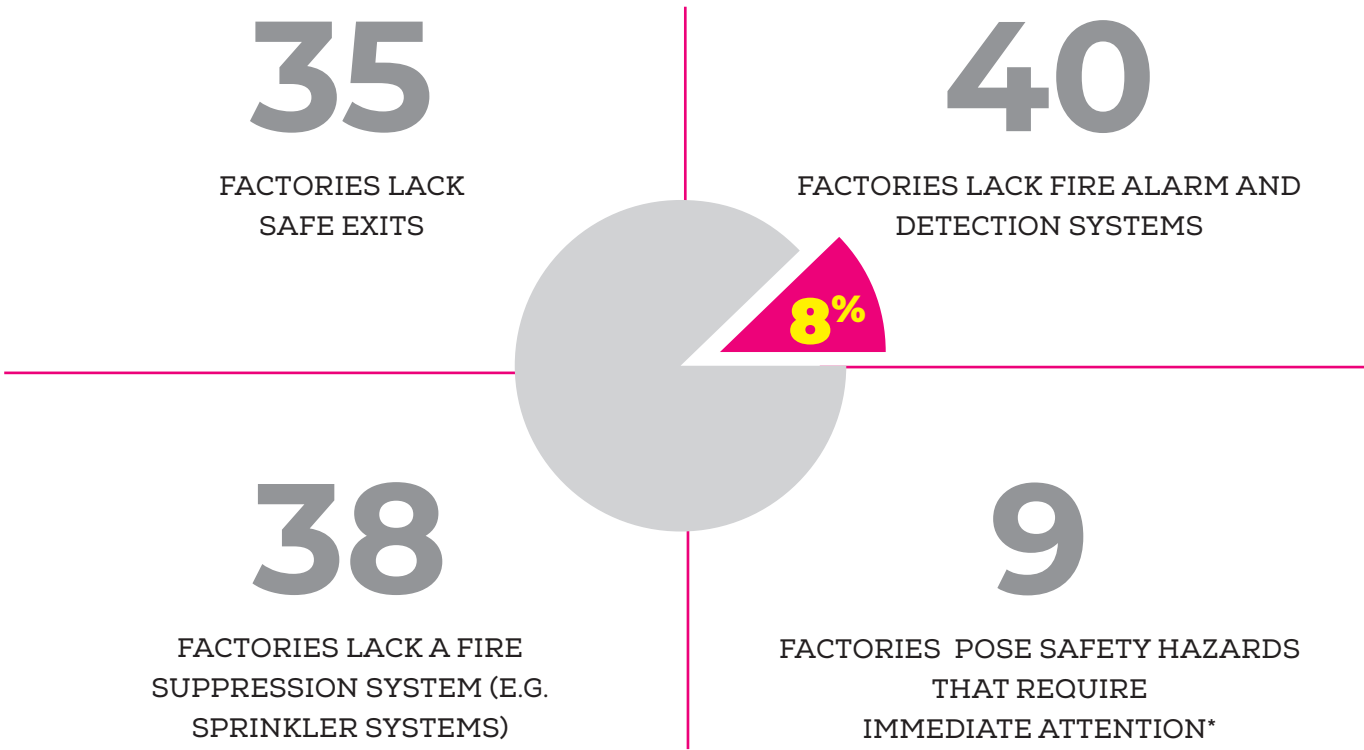 35
FACTORIES LACK
SAFE EXITS
40
FACTORIES LACK FIRE ALARM AND
DETECTION SYSTEMS
8%
38
FACTORIES LACK A FIRE
SUPPRESSION SYSTEM (E.G.
SPRINKLER SYSTEMS)
9
FACTORIES POSE SAFETY HAZARDS
THAT REQUIRE
IMMEDIATE ATTENTION*